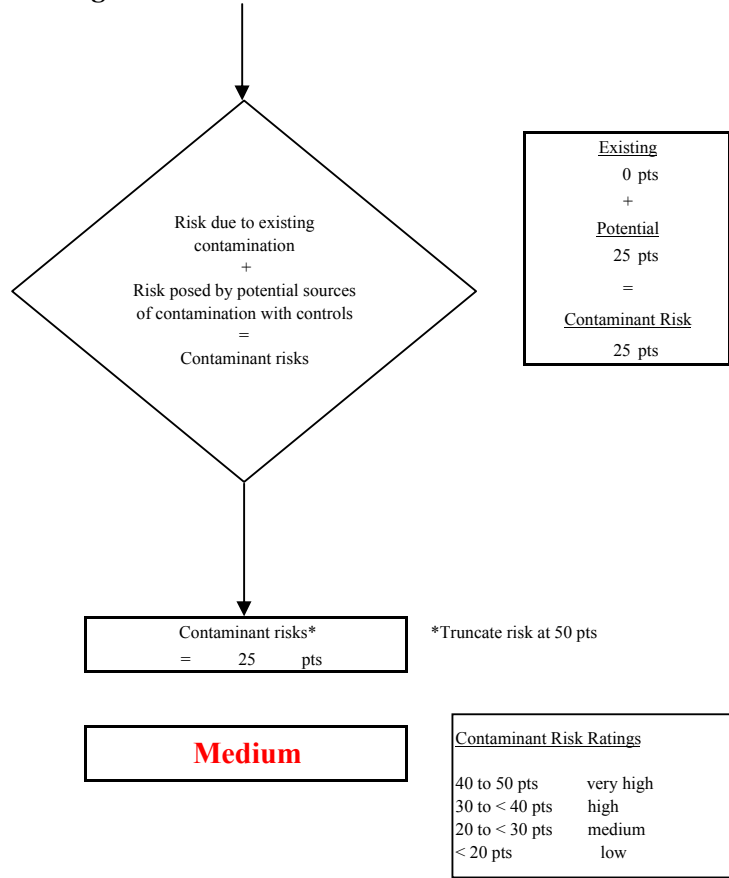 Risk due to existing
contamination
+
Risk posed by potential sources
of contamination with controls
=
Contaminant risks
Existing
0 pts
+
Potential
25 pts
=
Contaminant Risk
25 pts
Contaminant risks*
= 25 pts
*Truncate risk at 50 pts
Medium
Contaminant Risk Ratings
40 to 50 pts very high
30 to < 40 pts high
20 to < 30 pts medium
< 20 pts low